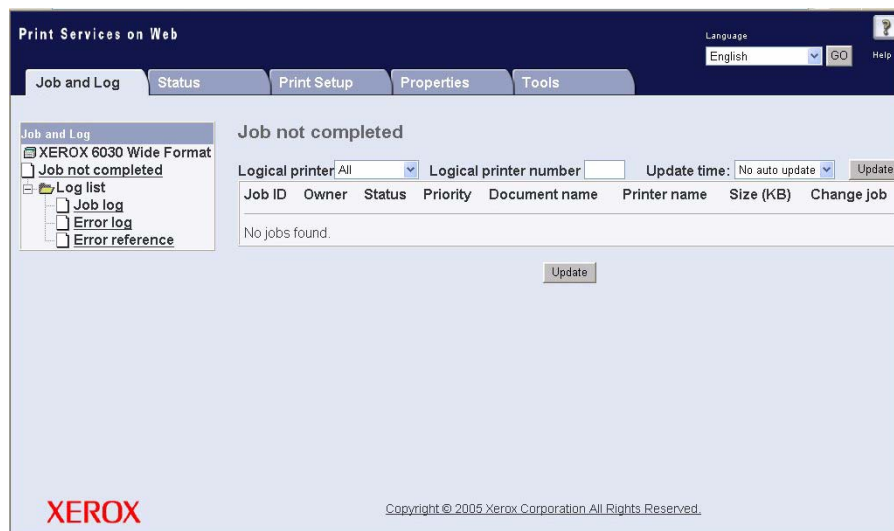 Print Services on Web
Language
English GO Help
Job and Log Status Print Setup Properties Tools
Job and Log
XEROX 6030 Wide Format
Job not completed
Log list
Job log
Error log
Error reference
Job not completed
Logical printer All Logical printer number Update time: No auto update Update
Job ID Owner Status Priority Document name Printer name Size (KB) Change job
No jobs found.
Update
XEROX
Copyright © 2005 Xerox Corporation All Rights Reserved.